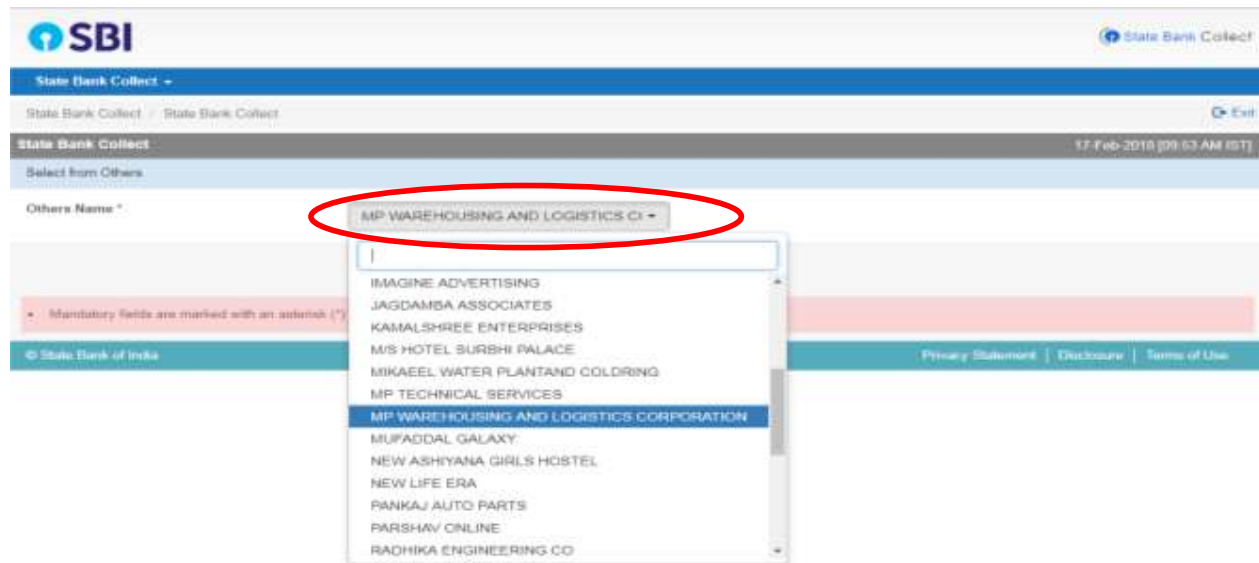 SBI
State Bank Collect
State Bank Collect
State Bank Collect / State Bank Collect
Exit
State Bank Collect
17-Feb-2018 [09:53 AM IST]
Select from Others
Others Name *
MP WAREHOUSING AND LOGISTICS C
IMAGINE ADVERTISING
JAGDAMBA ASSOCIATES
KAMALSHREE ENTERPRISES
M/S HOTEL SURBHI PALACE
MIKAEEL WATER PLANTAND COLDRING
MP TECHNICAL SERVICES
MP WAREHOUSING AND LOGISTICS CORPORATION
MUFADDAL GALAXY
NEW ASHIYANA GIRLS HOSTEL
NEW LIFE ERA
PANKAJ AUTO PARTS
PARSHAV ONLINE
RADHIKA ENGINEERING CO
Mandatory fields are marked with an asterisk (*)
© State Bank of India
Privacy Statement | Disclosure | Terms of Use